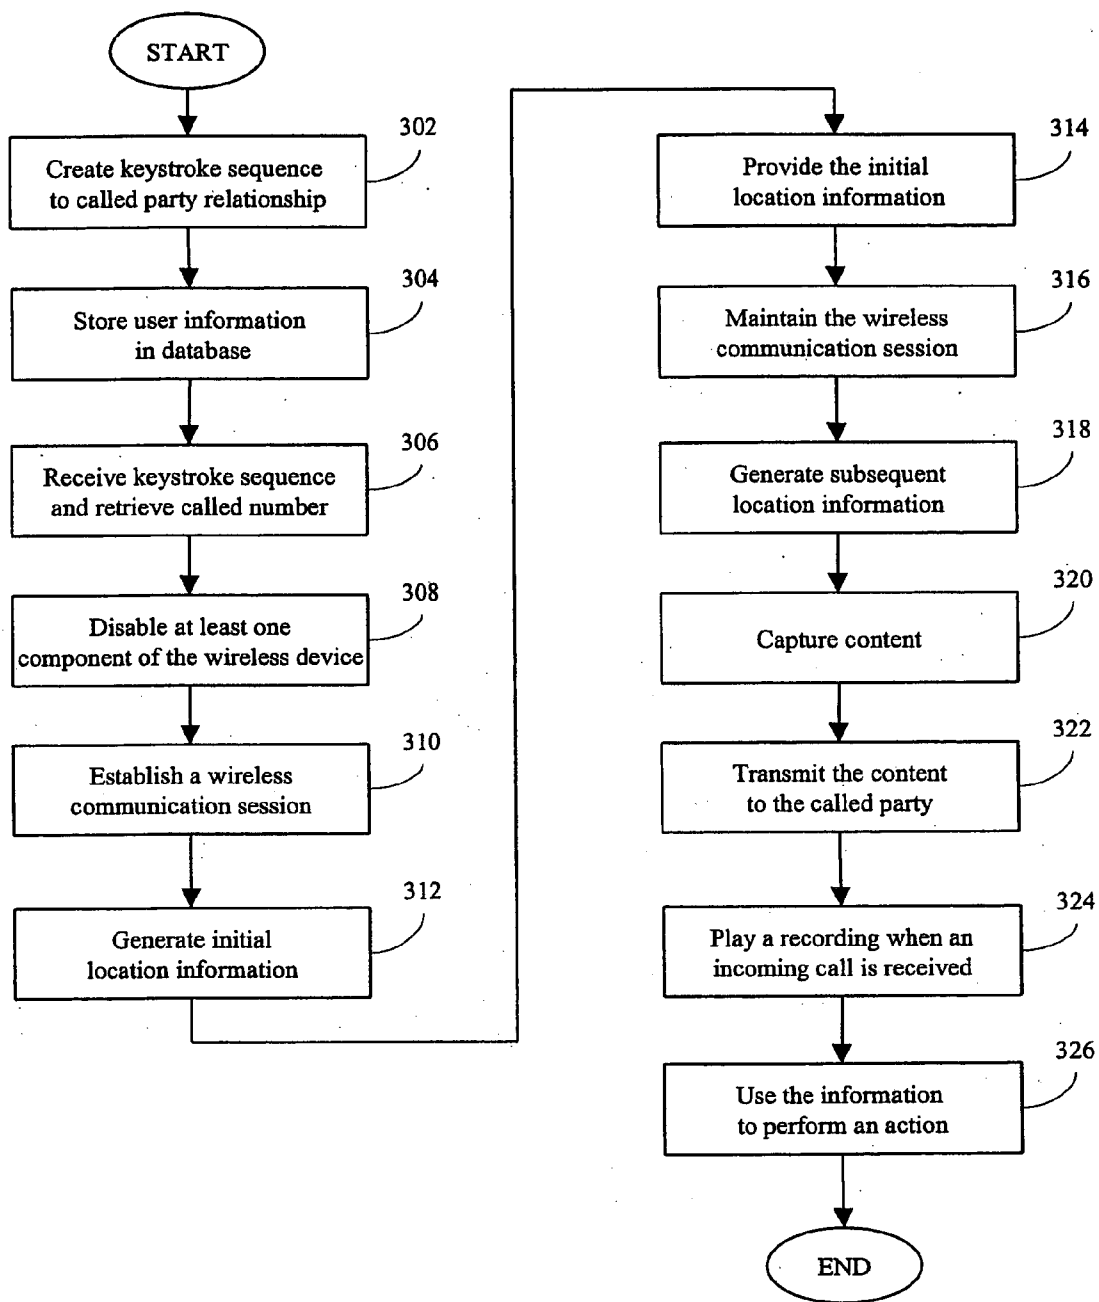 START
302
Create keystroke sequence
to called party relationship
304
Store user information
in database
306
Receive keystroke sequence
and retrieve called number
308
Disable at least one
component of the wireless device
310
Establish a wireless
communication session
312
Generate initial
location information
314
Provide the initial
location information
316
Maintain the wireless
communication session
318
Generate subsequent
location information
320
Capture content
322
Transmit the content
to the called party
324
Play a recording when an
incoming call is received
326
Use the information
to perform an action
END